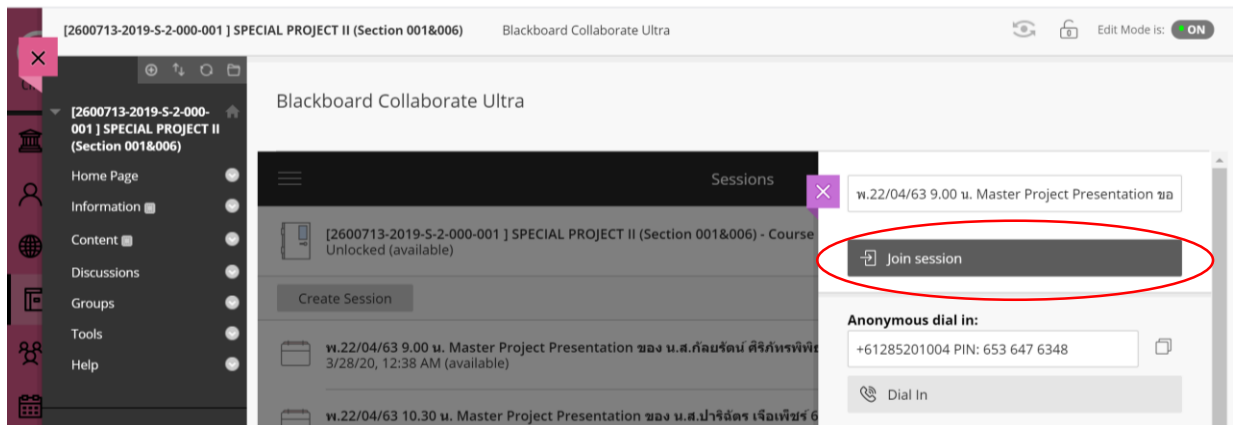 [2600713-2019-S-2-000-001 ] SPECIAL PROJECT II (Section 001&006)
Blackboard Collaborate Ultra
Edit Mode is:
ON
[2600713-2019-S-2-000-
001 ] SPECIAL PROJECT II
(Section 001&006)
Home Page
Information
Content
Discussions
Groups
Tools
Help
Blackboard Collaborate Ultra
Sessions
[2600713-2019-S-2-000-001 ] SPECIAL PROJECT II (Section 001&006) - Course
Unlocked (available)
Create Session
พ.22/04/63 9.00 น. Master Project Presentation ของ น.ส.กัลยรัตน์
3/28/20, 12:38 AM (available)
พ.22/04/63 10.30 น. Master Project Presentation ของ น.ส.ปาริฉัตร
พ.22/04/63 9.00 น. Master Project Presentation ขอ
Join session
Anonymous dial in:
+61285201004 PIN: 653 647 6348
Dial In